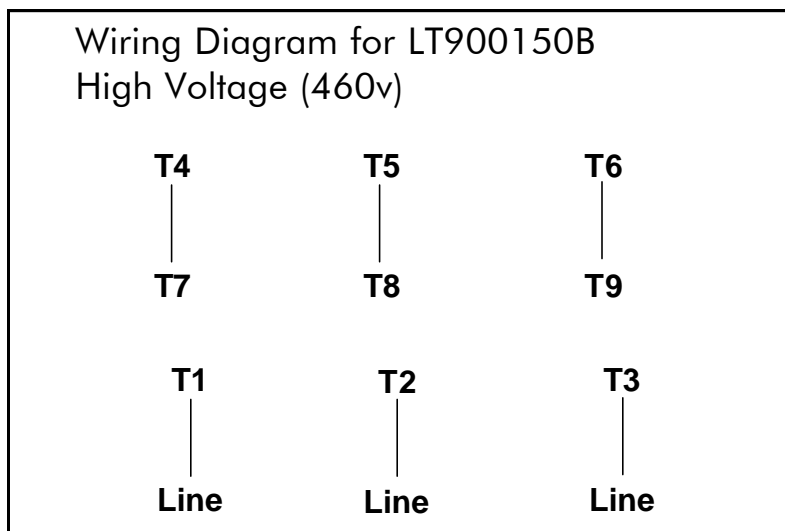 Wiring Diagram for LT900150B
High Voltage (460v)
T4 T5 T6
T7 T8 T9
T1 T2 T3
Line Line Line